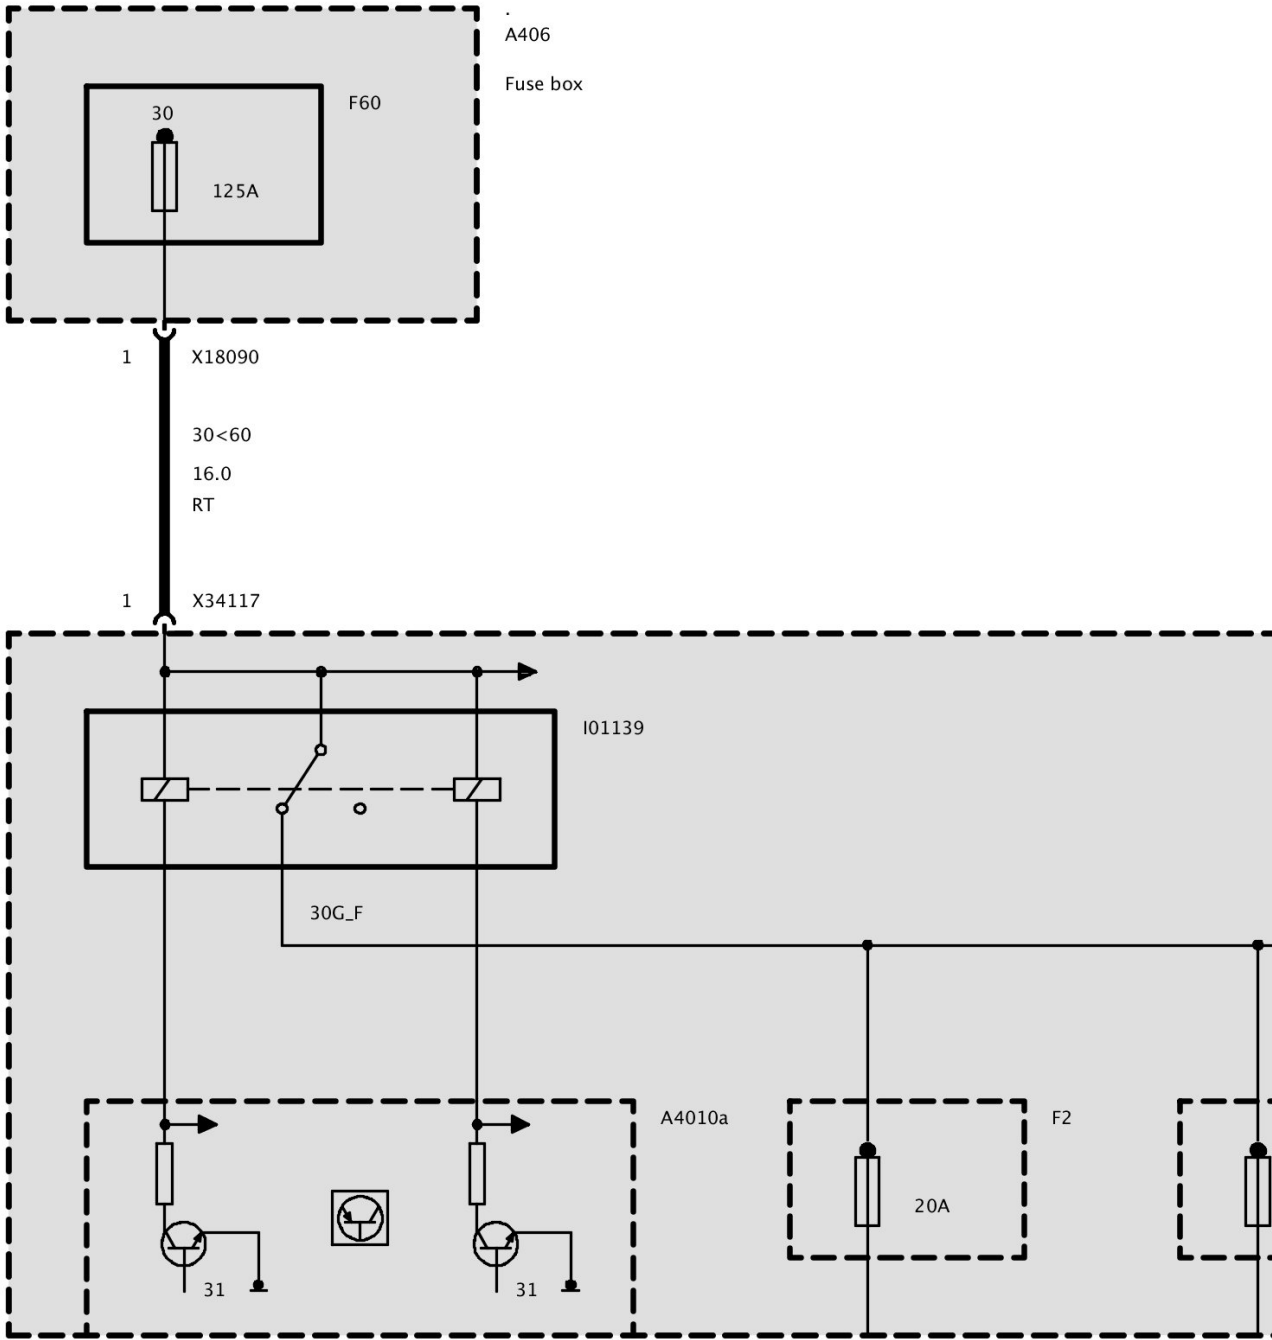 .
A406
Fuse box
F60
30
125A
1 X18090
30<60
16.0
RT
1 X34117
I01139
30G_F
A4010a
F2
20A
31 31